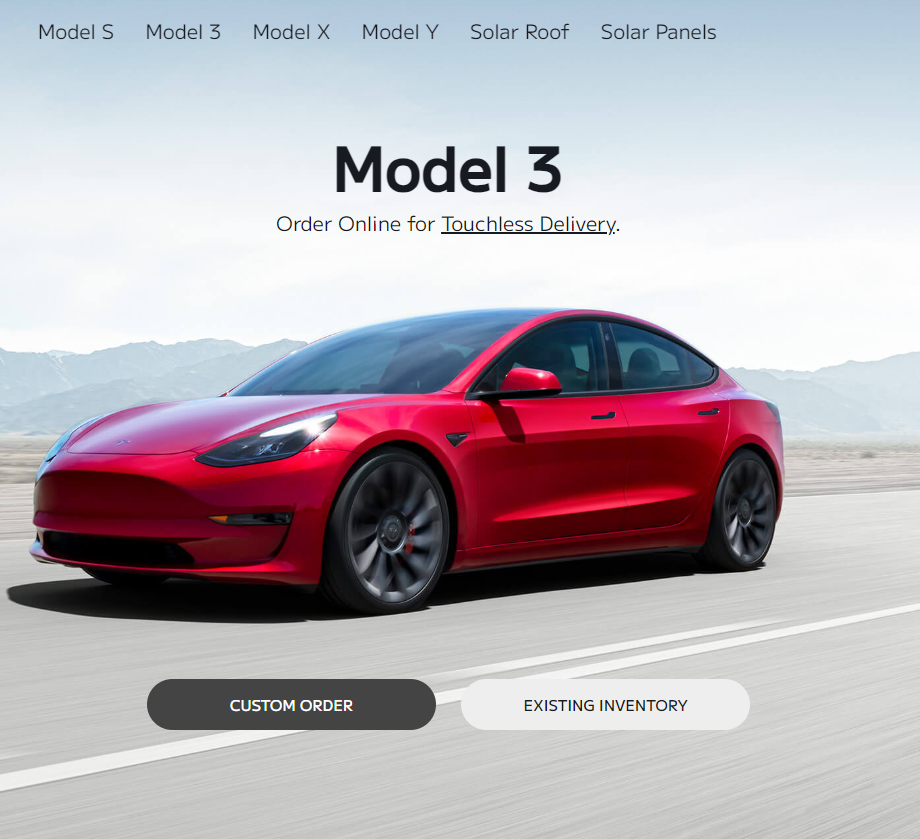 Model S Model 3 Model X Model Y Solar Roof Solar Panels
Model 3
Order Online for Touchless Delivery.
CUSTOM ORDER EXISTING INVENTORY